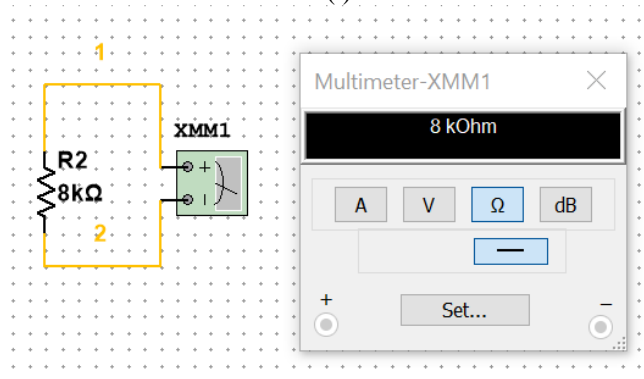 1
XMM1
R2
8kΩ
2
+
Multimeter-XMM1
8 kOhm
A V Ω dB
+ Set... −